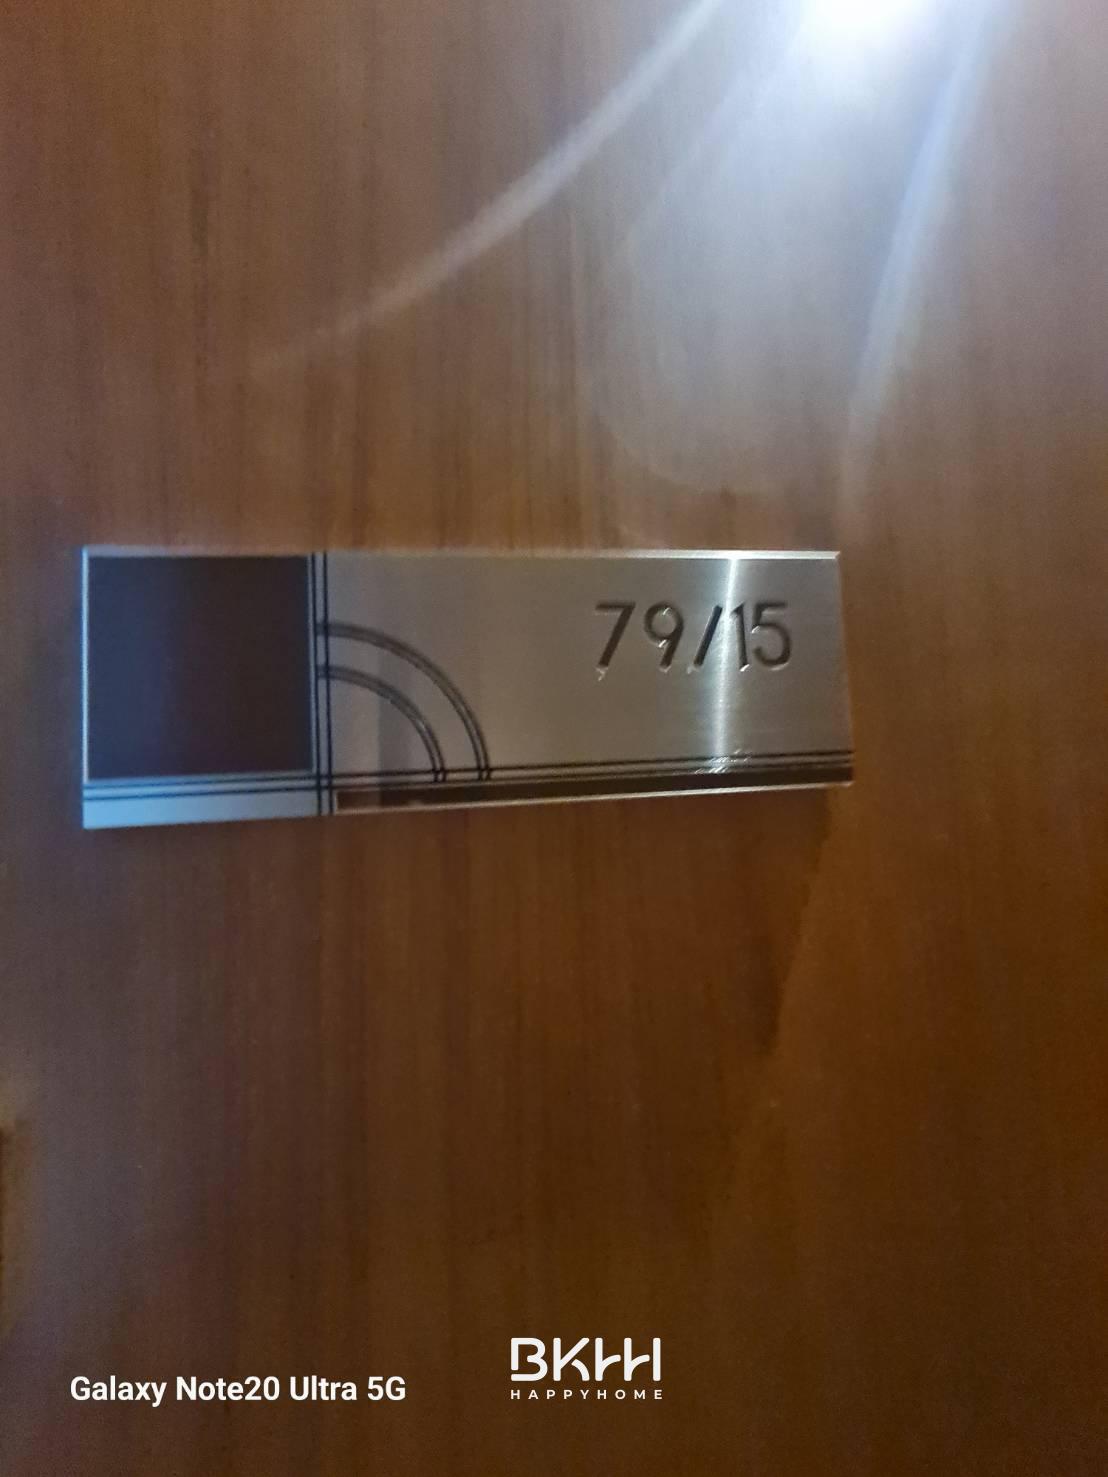 79/15
Galaxy Note20 Ultra 5G
BKHH
HAPPYHOME